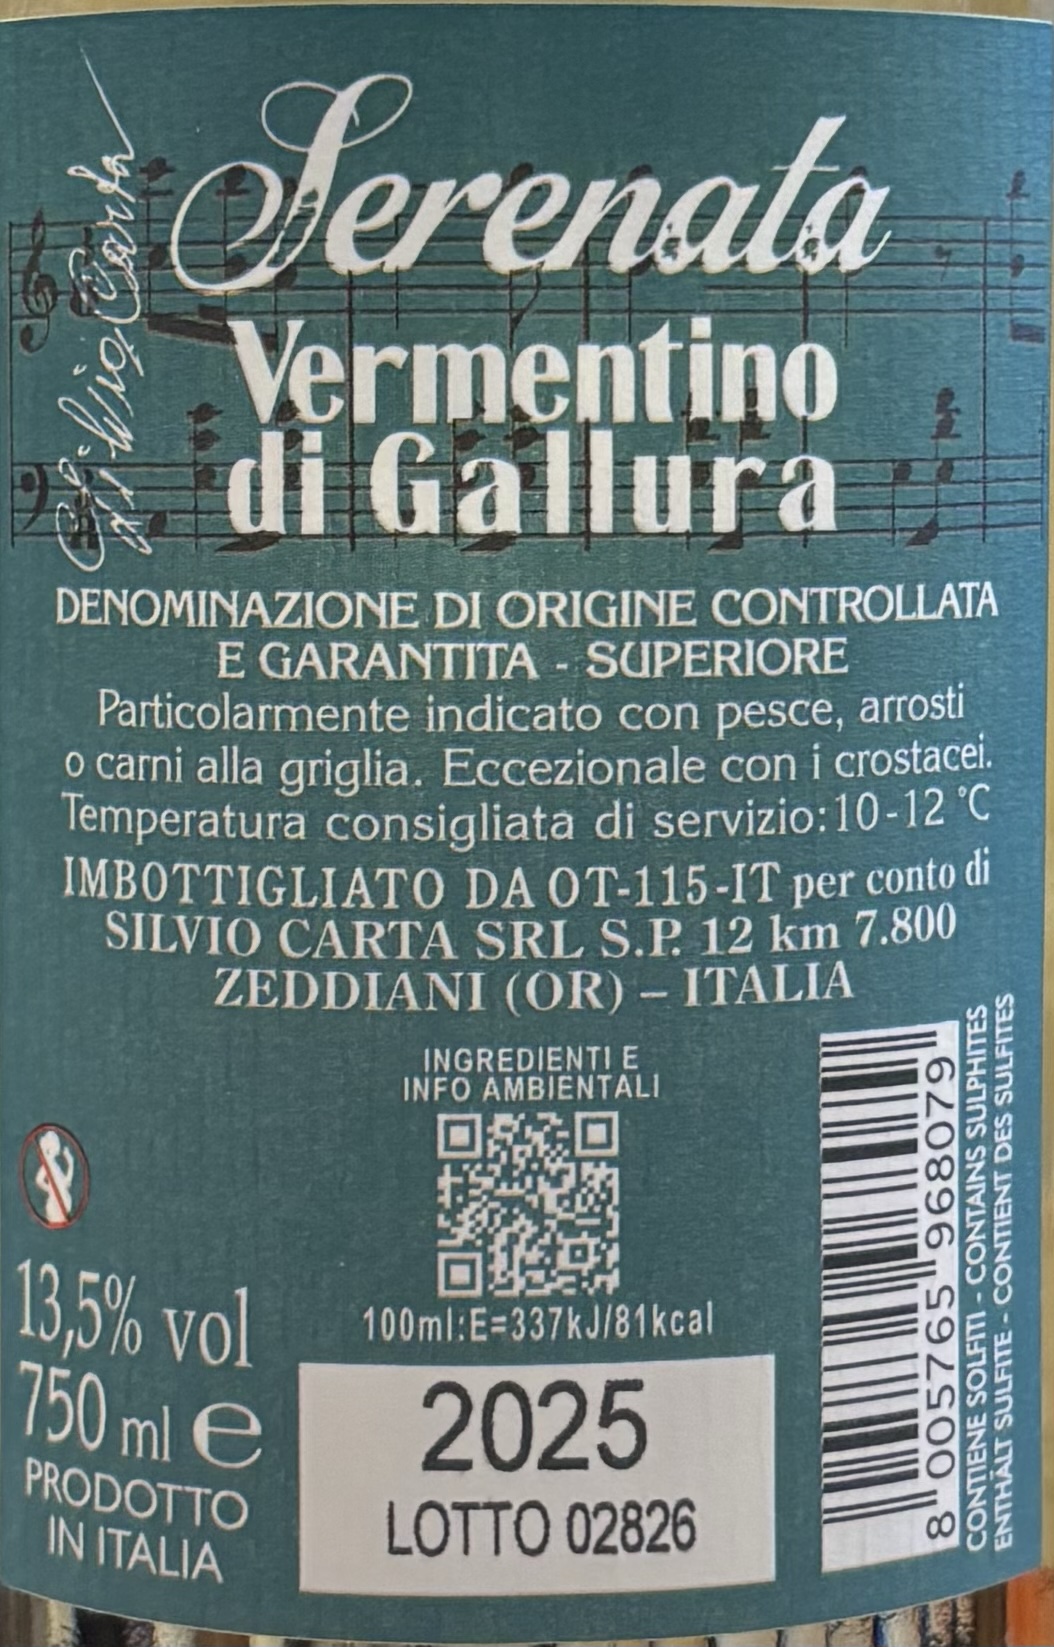 Silvio Carta
Serenata
Vermentino
di Gallura
DENOMINAZIONE DI ORIGINE CONTROLLATA
E GARANTITA - SUPERIORE
Particolarmente indicato con pesce, arrosti
o carni alla griglia. Eccezionale con i crostacei.
Temperatura consigliata di servizio:10-12 °C
IMBOTTIGLIATO DA OT-115-IT per conto di
SILVIO CARTA SRL S.P. 12 km 7.800
ZEDDIANI (OR) – ITALIA
INGREDIENTI E
INFO AMBIENTALI
100ml:E=337kJ/81kcal
13,5% vol
750 ml e
PRODOTTO
IN ITALIA
2025
LOTTO 02826
8 005765 968079
CONTIENE SOLFITI - CONTAINS SULPHITES
ENTHÄLT SULFITE - CONTIENT DES SULFITES